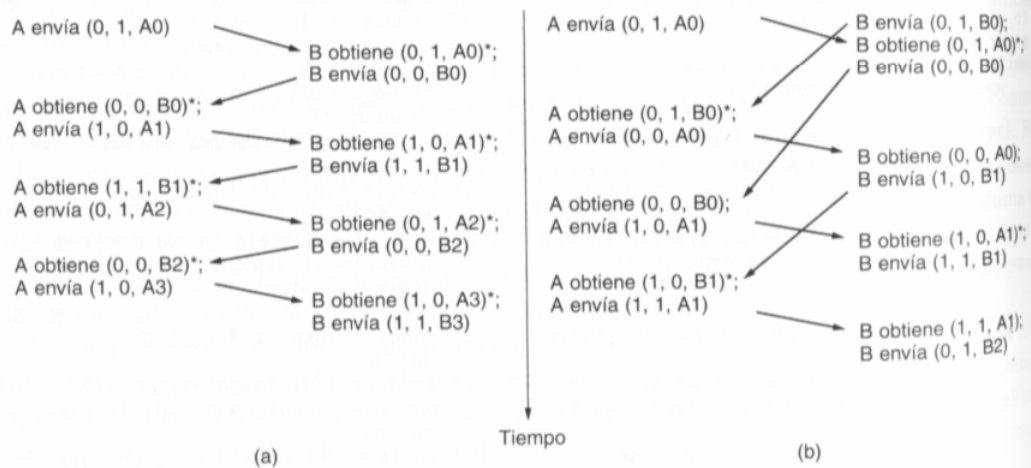 A envía (0, 1, A0)
B obtiene (0, 1, A0)*;
B envía (0, 0, B0)
A obtiene (0, 0, B0)*;
A envía (1, 0, A1)
B obtiene (1, 0, A1)*;
B envía (1, 1, B1)
A obtiene (1, 1, B1)*;
A envía (0, 1, A2)
B obtiene (0, 1, A2)*;
B envía (0, 0, B2)
A obtiene (0, 0, B2)*;
A envía (1, 0, A3)
B obtiene (1, 0, A3)*;
B envía (1, 1, B3)
(a)
Tiempo
A envía (0, 1, A0)
B envía (0, 1, B0);
B obtiene (0, 1, A0)*;
B envía (0, 0, B0)
A obtiene (0, 1, B0)*;
A envía (0, 0, A0)
B obtiene (0, 0, A0);
B envía (1, 0, B1)
A obtiene (0, 0, B0);
A envía (1, 0, A1)
B obtiene (1, 0, A1)*;
B envía (1, 1, B1)
A obtiene (1, 0, B1)*;
A envía (1, 1, A1)
B obtiene (1, 1, A1);
B envía (0, 1, B2)
(b)